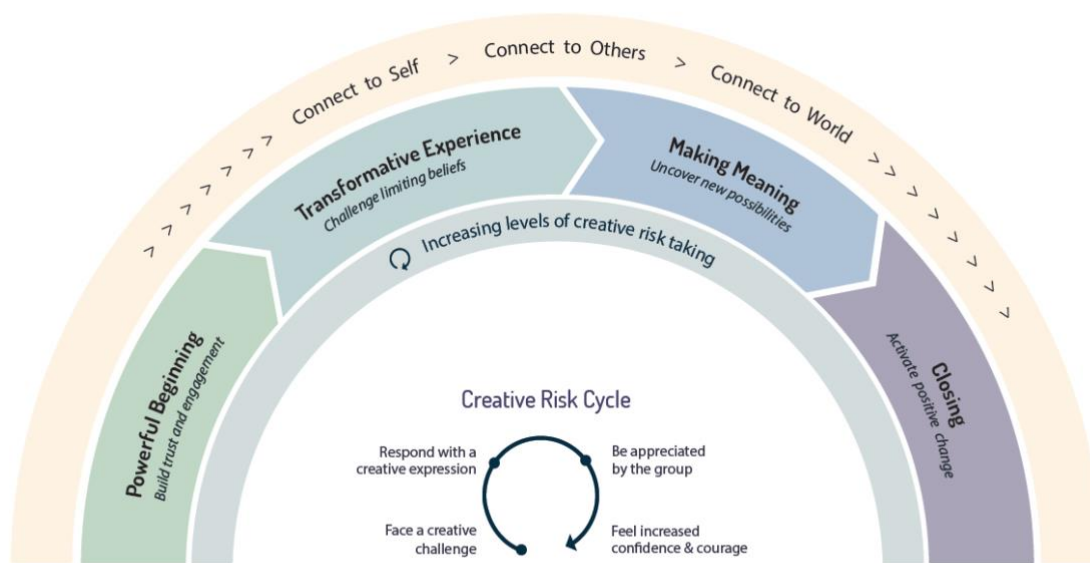 > > > > > > > Connect to Self > Connect to Others > Connect to World > > > > > > > > >
Powerful Beginning
Build trust and engagement
Transformative Experience
Challenge limiting beliefs
Making Meaning
Uncover new possibilities
Closing
Activate positive change
Increasing levels of creative risk taking
Creative Risk Cycle
Face a creative
challenge
Respond with a
creative expression
Be appreciated
by the group
Feel increased
confidence & courage